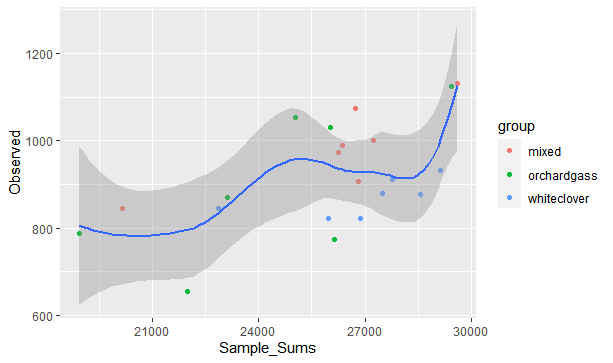 1200
1000
800
600
Observed
21000 24000 27000 30000
Sample_Sums
group
mixed
orchardgass
whiteclover